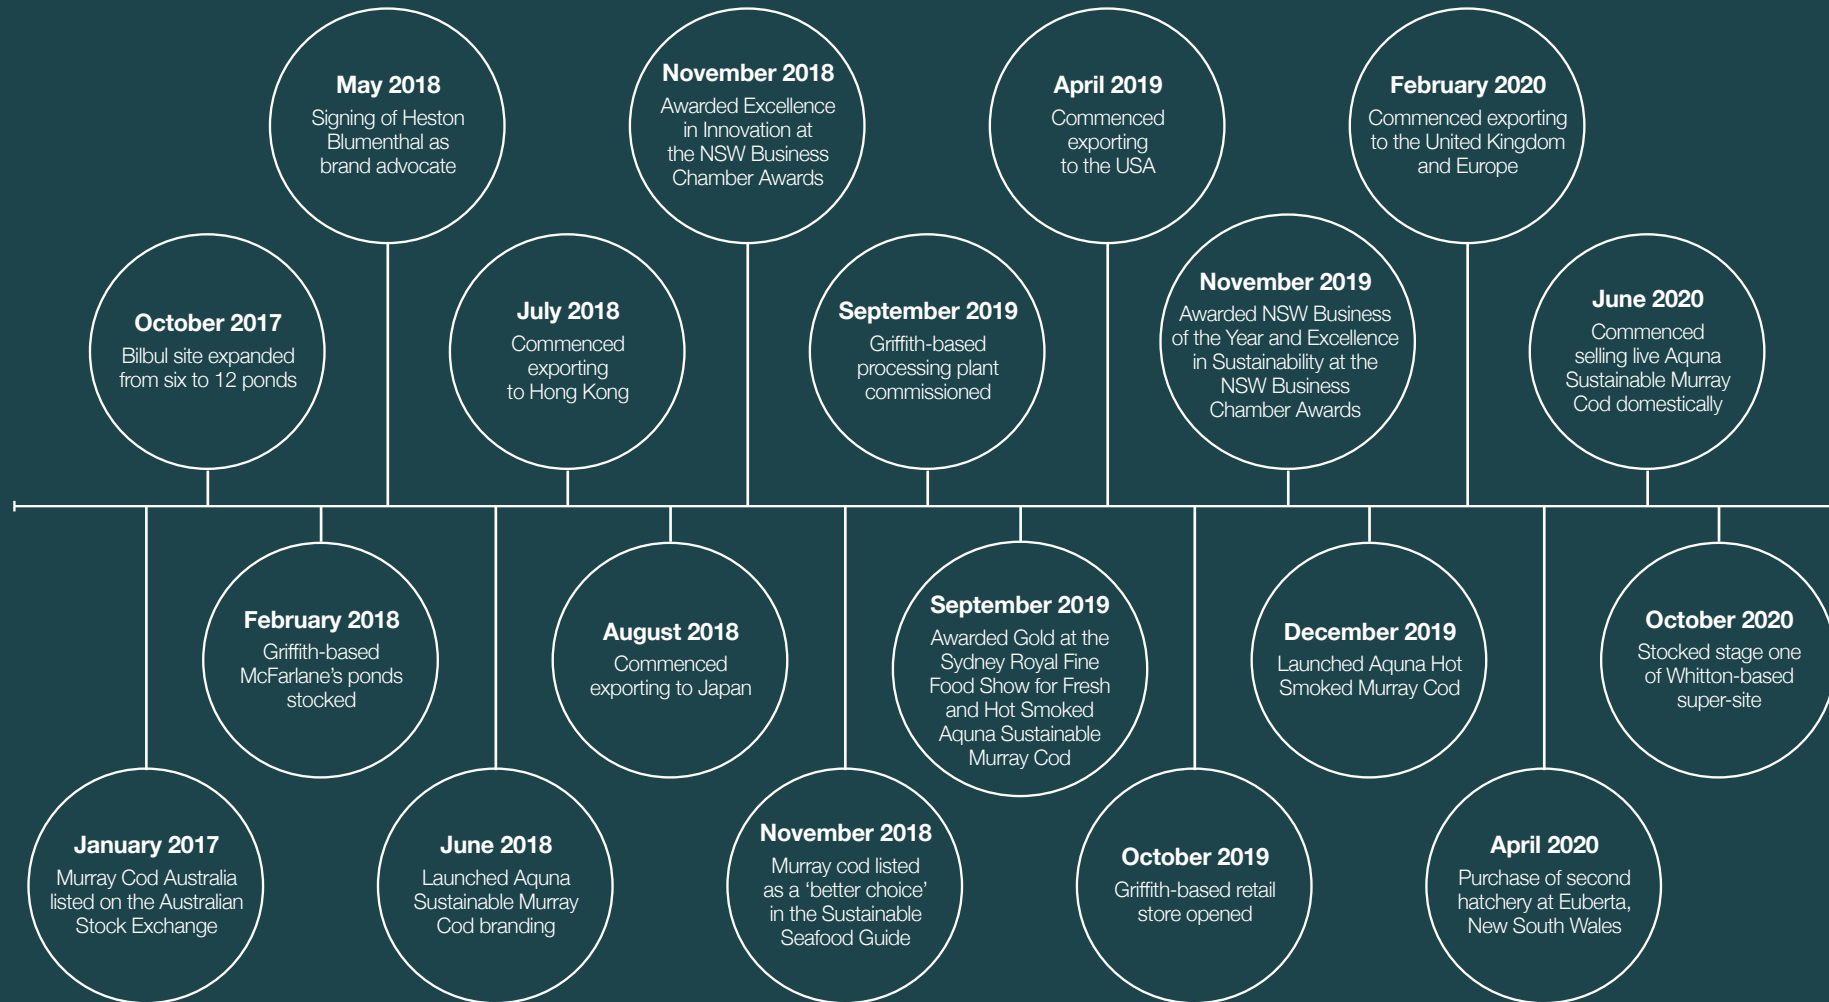 May 2018
Signing of Heston
Blumenthal as
brand advocate
November 2018
Awarded Excellence
in Innovation at
the NSW Business
Chamber Awards
April 2019
Commenced
exporting
to the USA
February 2020
Commenced exporting
to the United Kingdom
and Europe
October 2017
Bilbul site expanded
from six to 12 ponds
July 2018
Commenced
exporting
to Hong Kong
September 2019
Griffith-based
processing plant
commissioned
November 2019
Awarded NSW Business
of the Year and Excellence
in Sustainability at the
NSW Business
Chamber Awards
June 2020
Commenced
selling live Aquna
Sustainable Murray
Cod domestically
February 2018
Griffith-based
McFarlane's ponds
stocked
August 2018
Commenced
exporting to Japan
September 2019
Awarded Gold at the
Sydney Royal Fine
Food Show for Fresh
and Hot Smoked
Aquna Sustainable
Murray Cod
December 2019
Launched Aquna Hot
Smoked Murray Cod
October 2020
Stocked stage one
of Whitton-based
super-site
January 2017
Murray Cod Australia
listed on the Australian
Stock Exchange
June 2018
Launched Aquna
Sustainable Murray
Cod branding
November 2018
Murray cod listed
as a ‘better choice’
in the Sustainable
Seafood Guide
October 2019
Griffith-based retail
store opened
April 2020
Purchase of second
hatchery at Euberta,
New South Wales